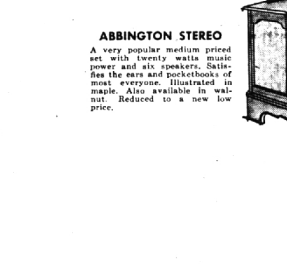 ABBINGTON STEREO
A very popular medium priced
set with twenty watts music
power and six speakers. Satis-
fies the ears and pocketbooks of
most everyone. Illustrated in
maple. Also available in wal-
nut. Reduced to a new low
price.